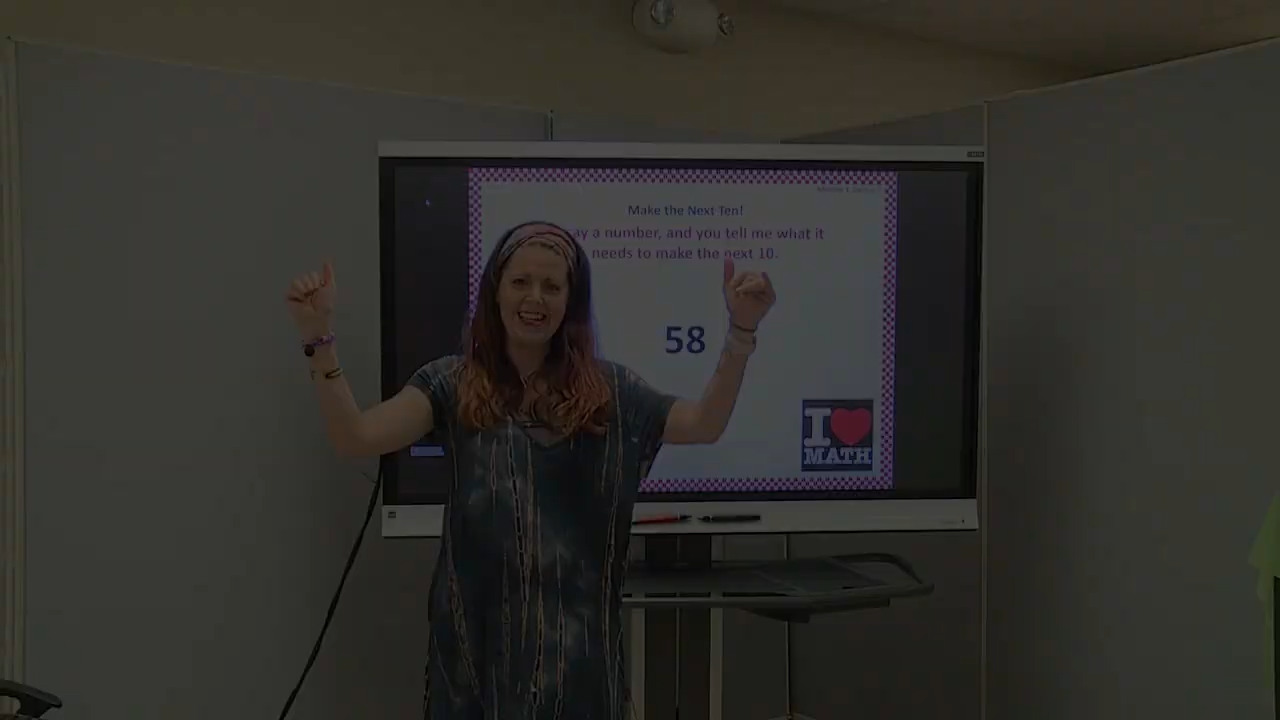 Make the Next Ten!
ay a number, and you tell me what it
needs to make the next 10.
58
I
MATH